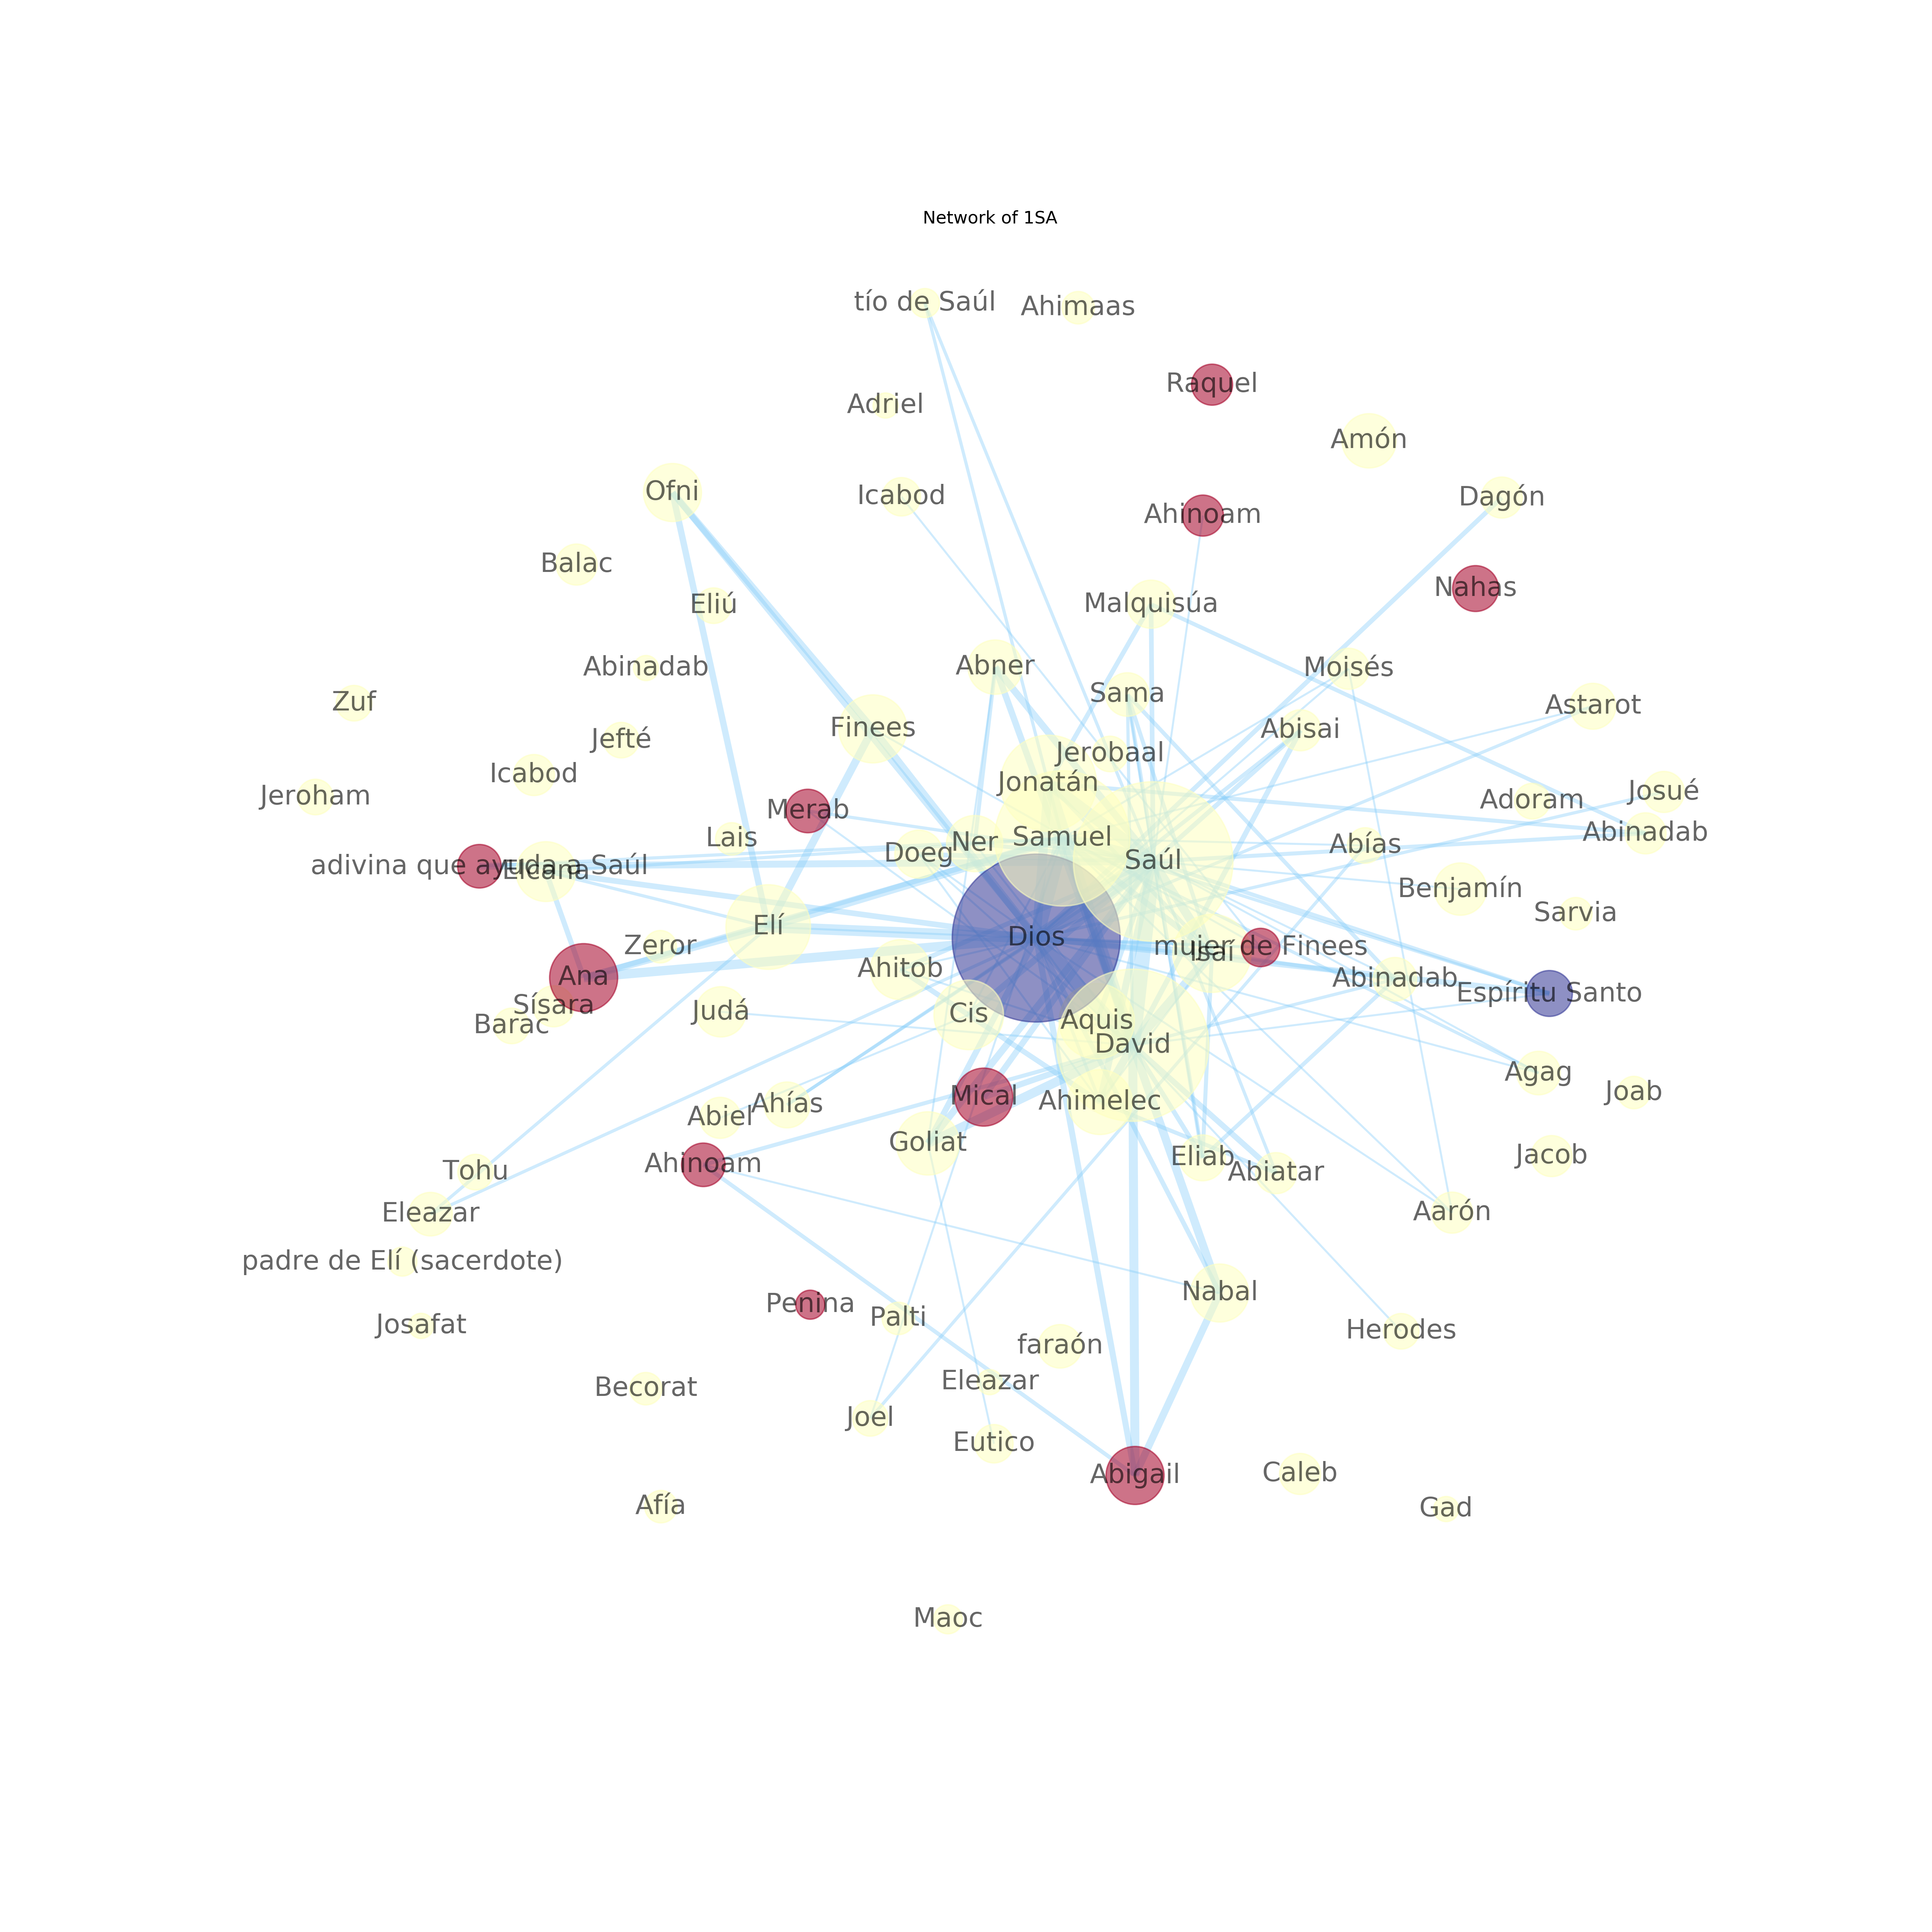 Network of 1SA
tío de Saúl
Ahimaas
Raquel
Adriel
Amón
Ofni
Icabod
Dagón
Ahinoam
Balac
Nahas
Eliú
Malquisúa
Abinadab
Abner
Moisés
Sama
Zuf
Astarot
Finees
Abisai
Jefté
Jerobaal
Icabod
Jonatán
Jeroham
Josué
Adoram
Merab
Abinadab
Lais
Ner
Samuel
Abías
Doeg
Saúl
adivina que ayuda a Saúl
Elcana
Benjamín
Sarvia
Elí
Dios
Zeror
mujer de Finees
Isaí
Ahitob
Ana
Abinadab
Espíritu Santo
Sísara
Judá
Cis
Barac
Aquis
David
Agag
Joab
Mical
Ahías
Ahimelec
Abiel
Goliat
Jacob
Eliab
Ahinoam
Tohu
Abiatar
Eleazar
Aarón
padre de Elí (sacerdote)
Nabal
Penina
Palti
Josafat
Herodes
faraón
Eleazar
Becorat
Joel
Eutico
Abigail
Caleb
Afía
Gad
Maoc